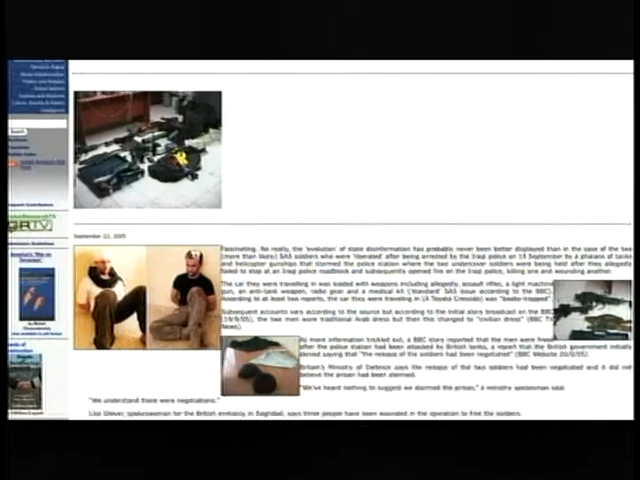 Search
GRTV
September 21, 2005
Fascinating. No really, the 'evolution' of state disinformation has probably never been better displayed than in the case of the two
(more than likely) SAS soldiers who were 'liberated' after being arrested by the Iraqi police on 19 September by a phalanx of tanks
and helicopter gunships that stormed the police station where the two undercover soldiers were being held after they allegedly
failed to stop at an Iraqi police roadblock and subsequently opened fire on the Iraqi police, killing one and wounding another.
The car they were travelling in was loaded with weapons including allegedly, assault rifles, a light machine
gun, an anti-tank weapon, radio gear and a medical kit ('standard' SAS issue according to the BBC).
According to at least two reports, the car they were travelling in (A Toyota Cressida) was "booby-trapped".
Subsequent accounts vary according to the source but according to the initial story broadcast on the BBC
(19/9/05), the two men were traditional Arab dress but then this changed to "civilian dress" (BBC TV
News).
As more information trickled out, a BBC story reported that the men were freed
after the police station had been attacked by British tanks, a report that the British government initially
denied saying that "the release of the soldiers had been negotiated" (BBC Website 20/9/05).
Britain's Ministry of Defence says the release of the two soldiers had been negotiated and it did not
believe the prison had been stormed.
"We've heard nothing to suggest we stormed the prison," a ministry spokesman said.
"We understand there were negotiations."
Lisa Glover, spokeswoman for the British embassy in Baghdad, says three people have been wounded in the operation to free the soldiers.